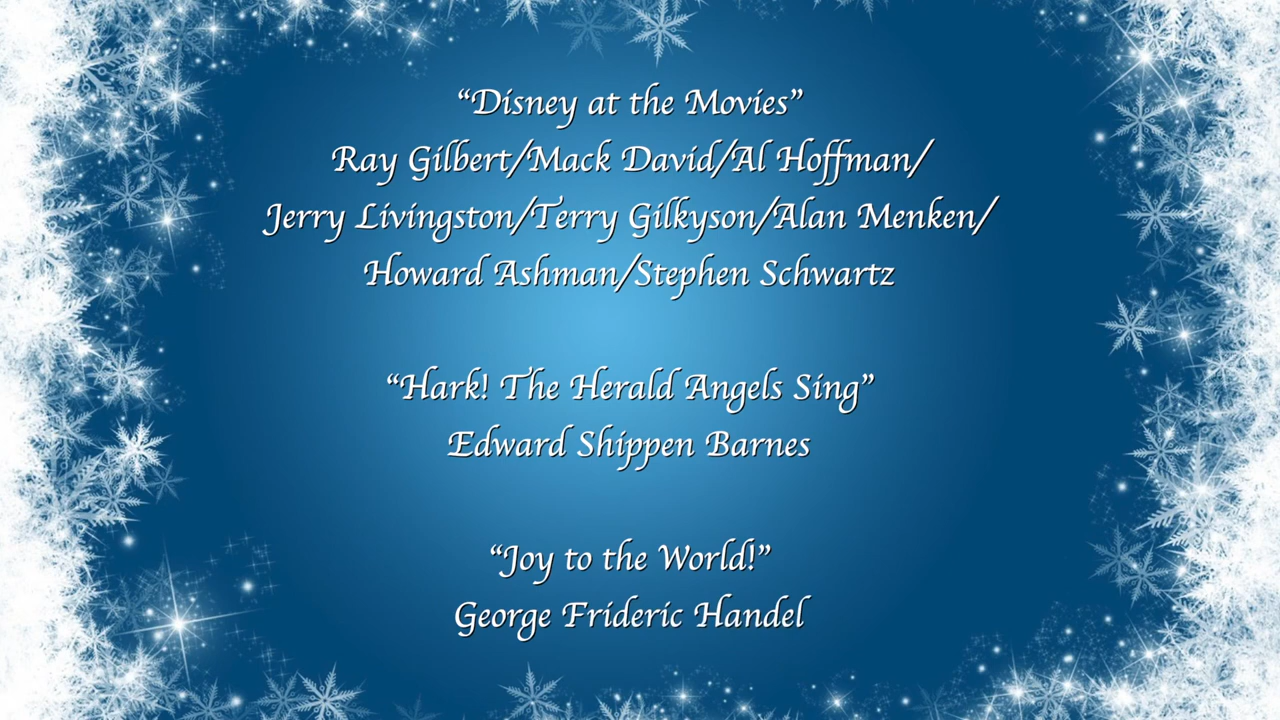 “Disney at the Movies”
Ray Gilbert/Mack David/Al Hoffman/
Jerry Livingston/Terry Gilkyson/Alan Menken/
Howard Ashman/Stephen Schwartz
“Hark! The Herald Angels Sing”
Edward Shippen Barnes
“Joy to the World!”
George Frideric Handel